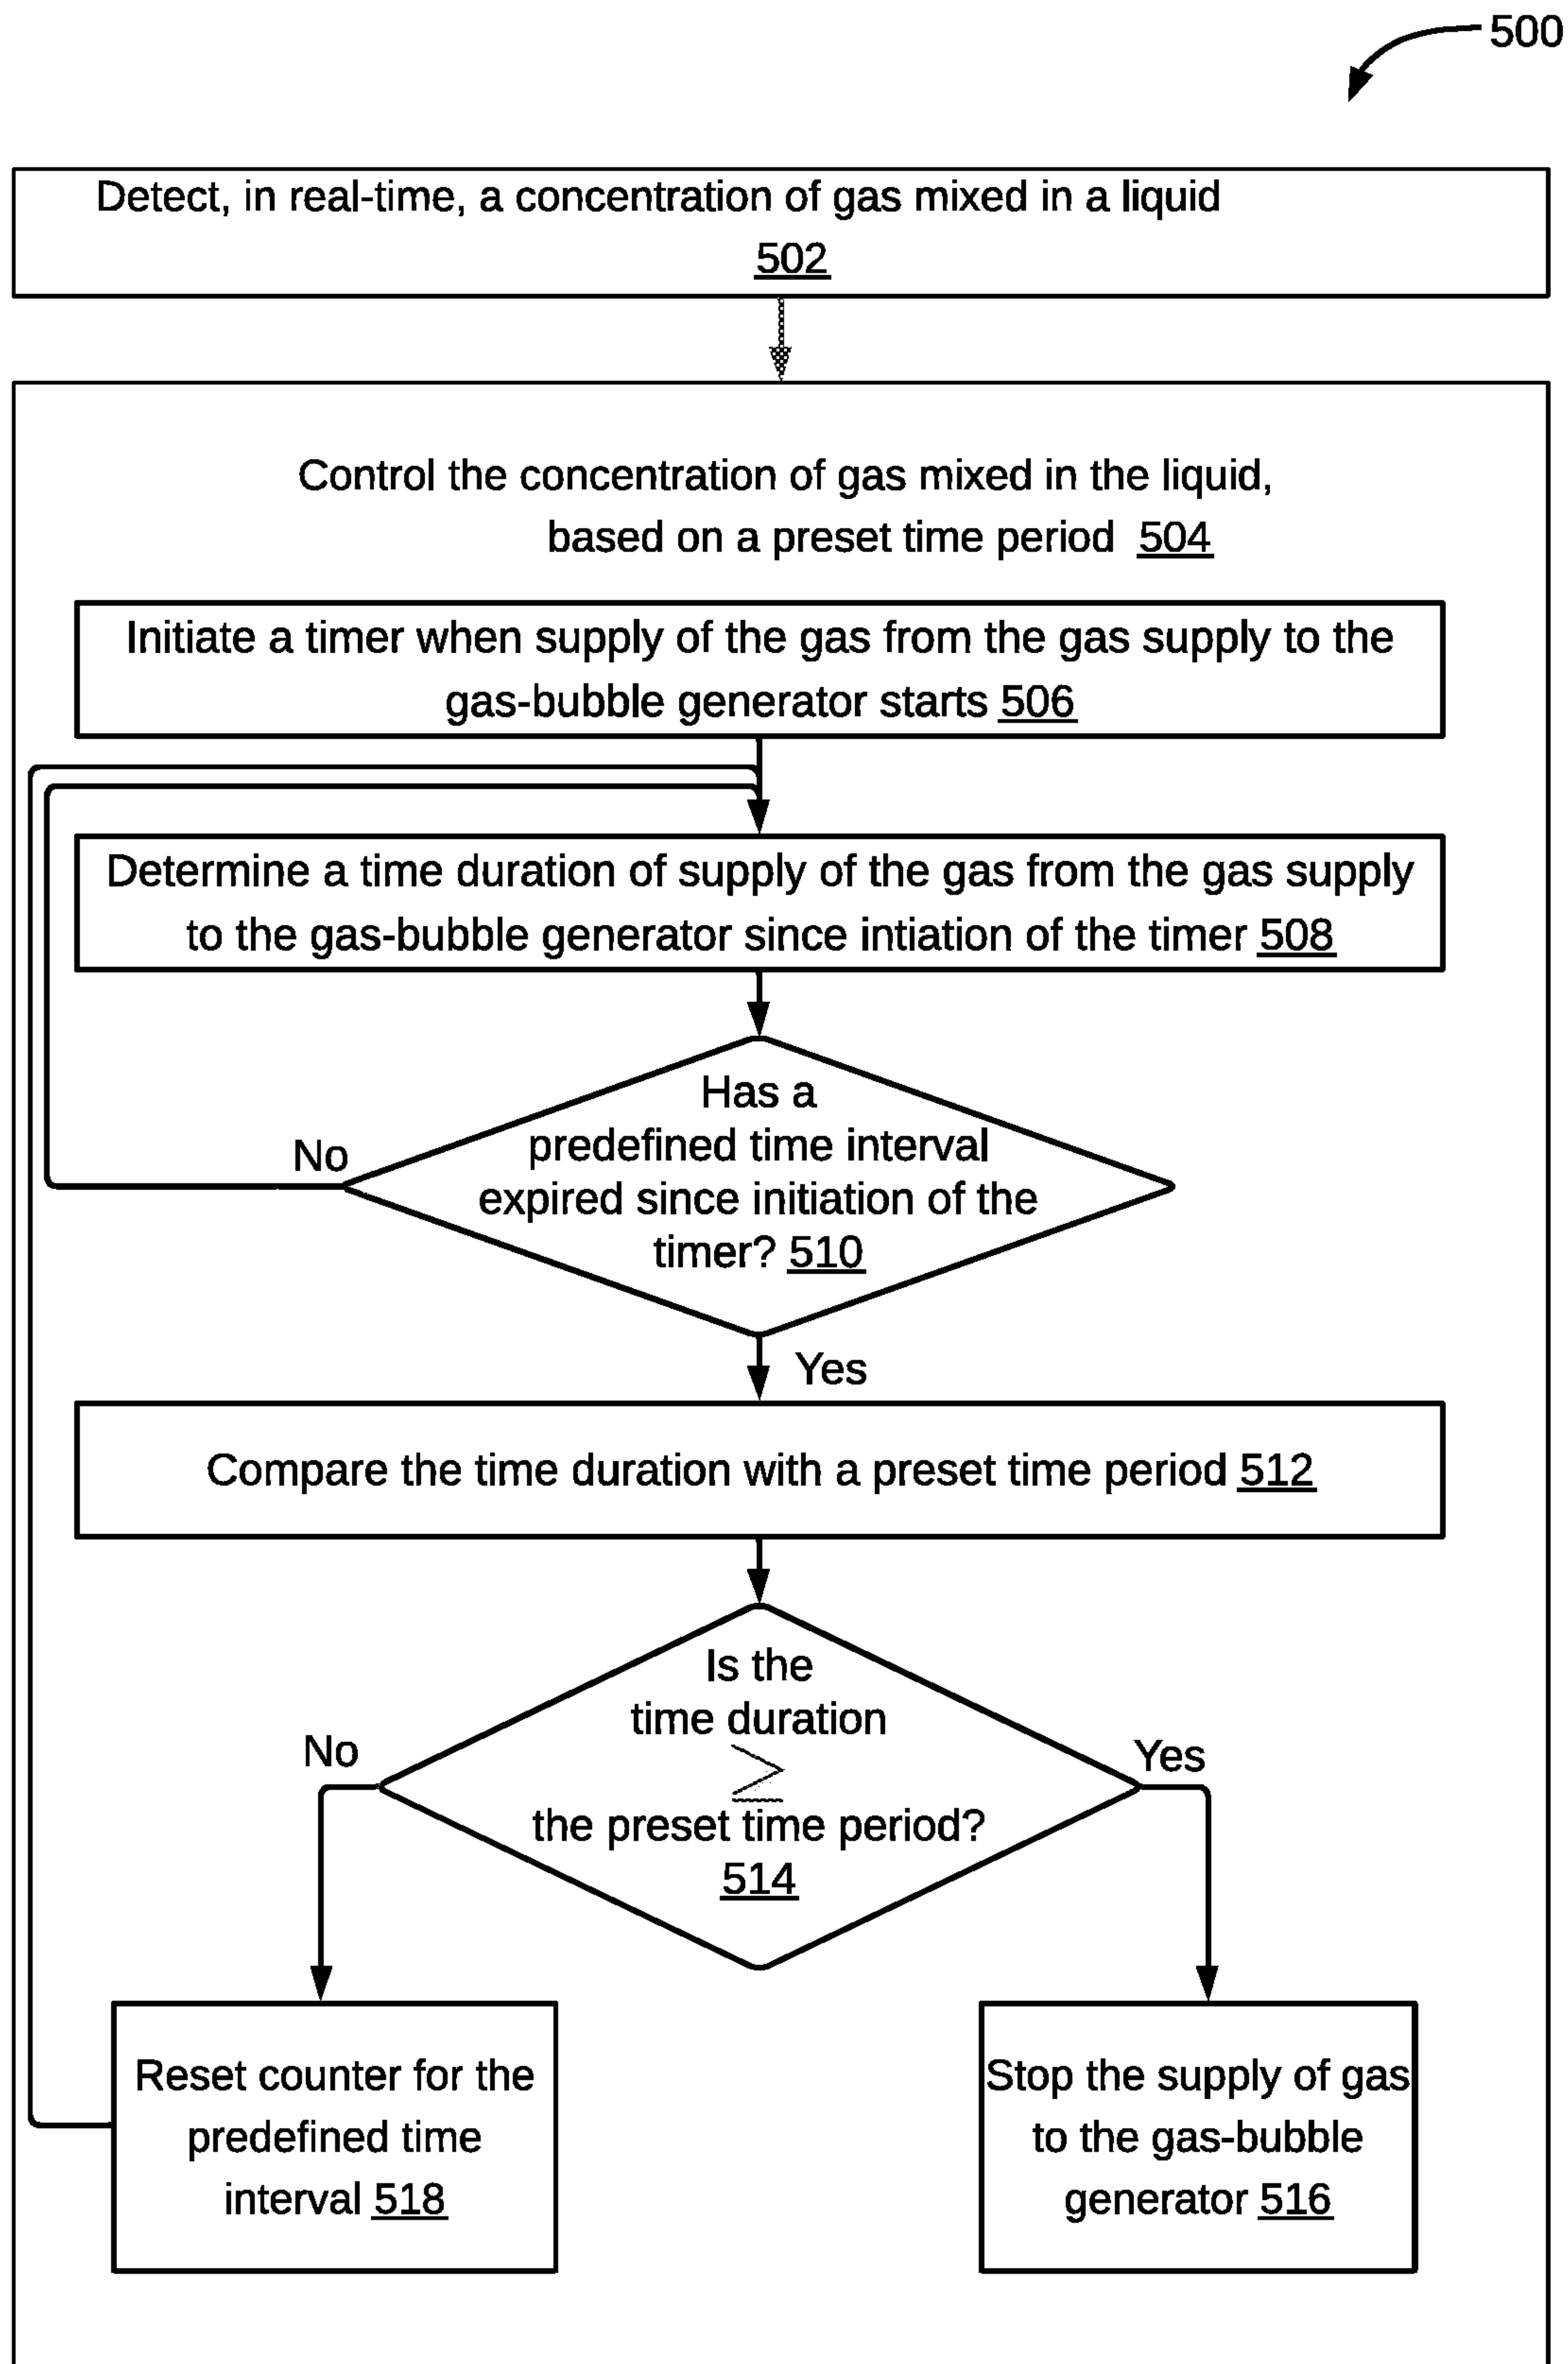 500
Detect, in real-time, a concentration of gas mixed in a liquid
502
Control the concentration of gas mixed in the liquid,
based on a preset time period 504
Initiate a timer when supply of the gas from the gas supply to the
gas-bubble generator starts 506
Determine a time duration of supply of the gas from the gas supply
to the gas-bubble generator since intiation of the timer 508
Has a
predefined time interval
expired since initiation of the
timer? 510
No
Yes
Compare the time duration with a preset time period 512
Is the
time duration
≥
the preset time period?
514
No
Yes
Reset counter for the
predefined time
interval 518
Stop the supply of gas
to the gas-bubble
generator 516